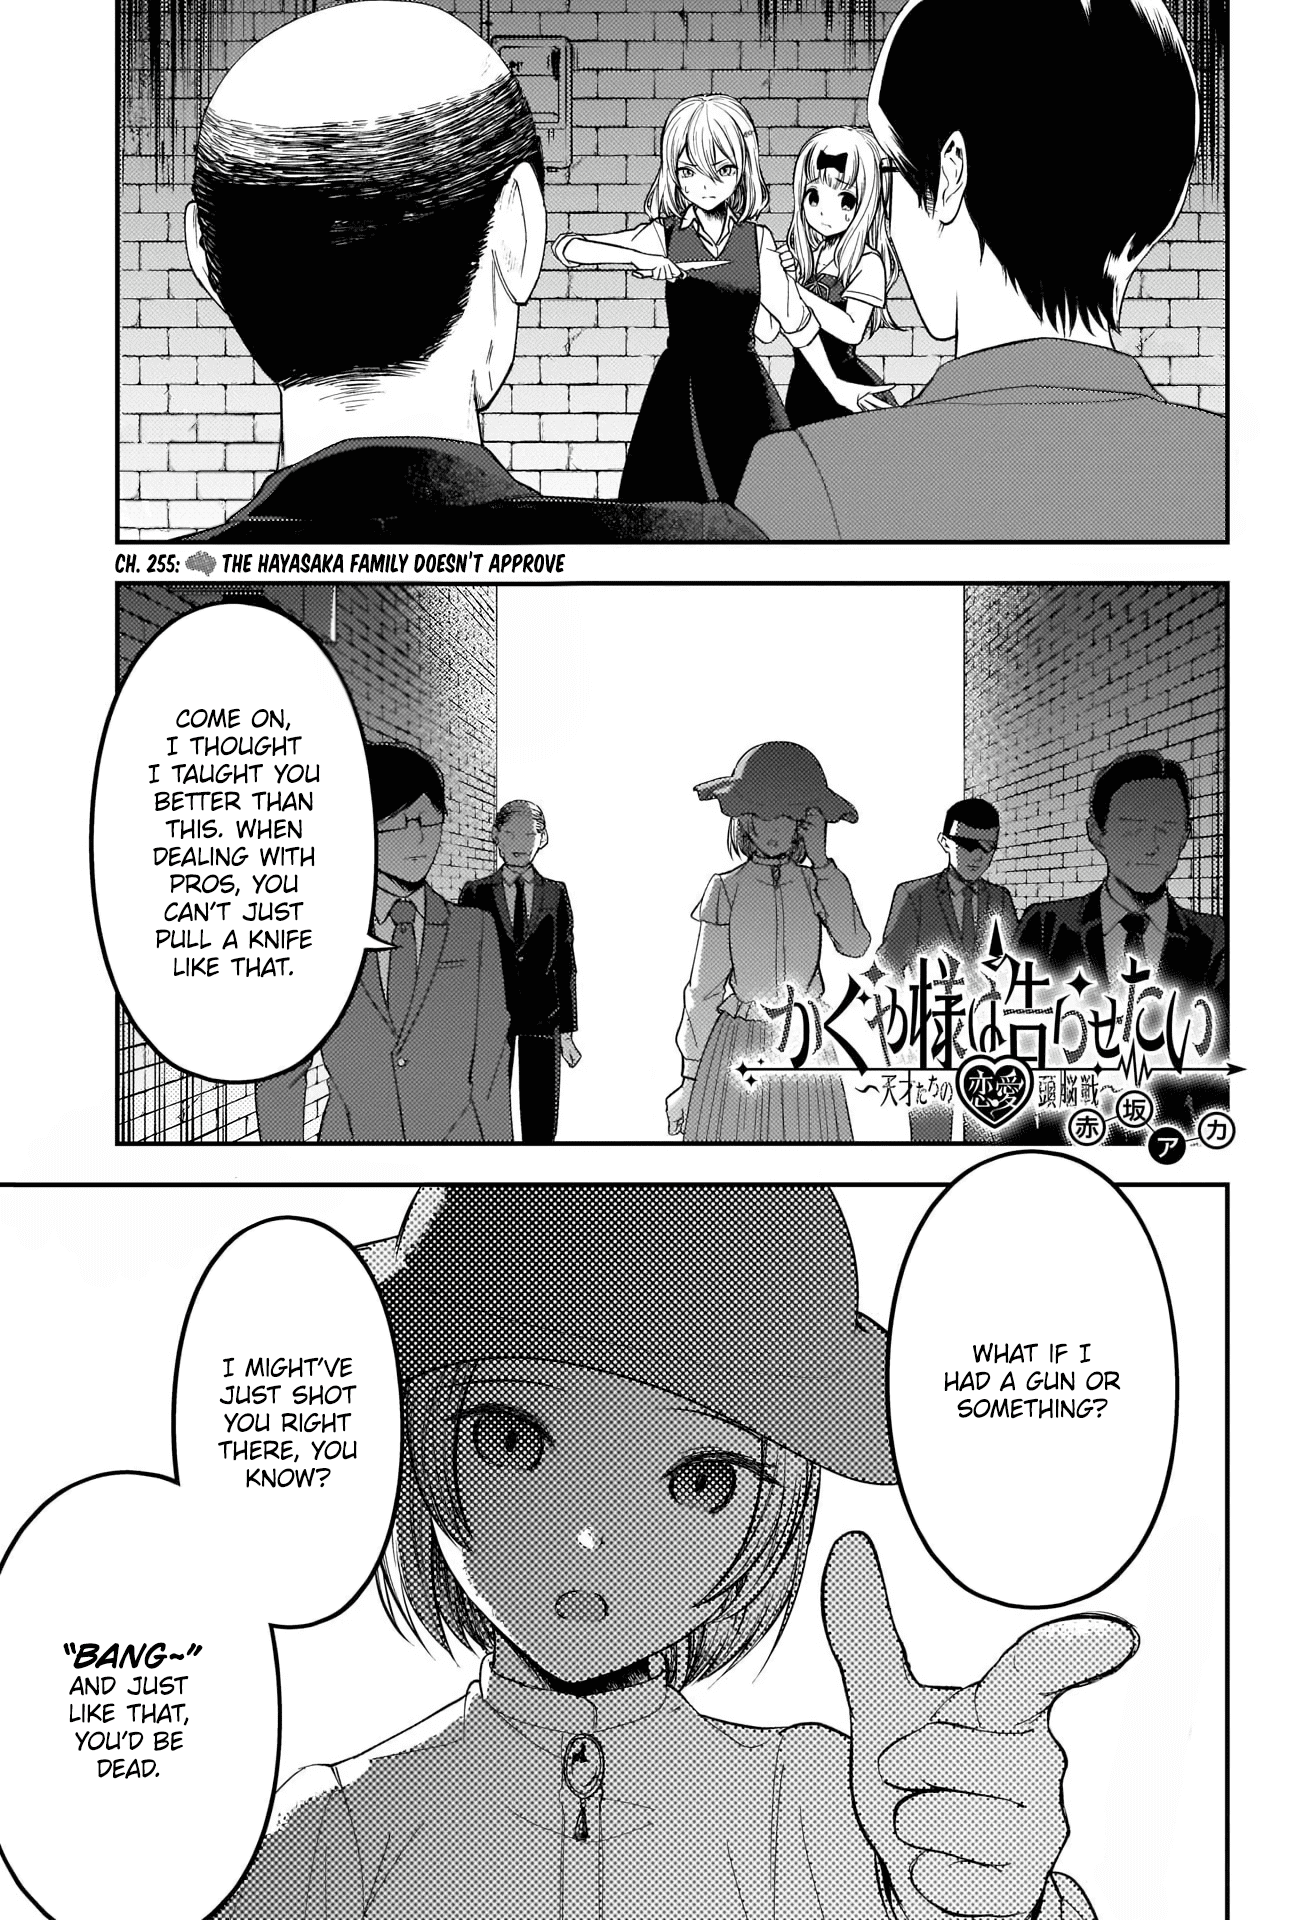 CH. 255: THE HAYASAKA FAMILY DOESN'T APPROVE
COME ON,
I THOUGHT
I TAUGHT YOU
BETTER THAN
THIS. WHEN
DEALING WITH
PROS, YOU
CAN'T JUST
PULL A KNIFE
LIKE THAT.
かぐや様は告らせたい
～天才たちの恋愛頭脳戦～
赤坂アカ
WHAT IF I
HAD A GUN OR
SOMETHING?
I MIGHT'VE
JUST SHOT
YOU RIGHT
THERE, YOU
KNOW?
"BANG~"
AND JUST
LIKE THAT,
YOU'D BE
DEAD.